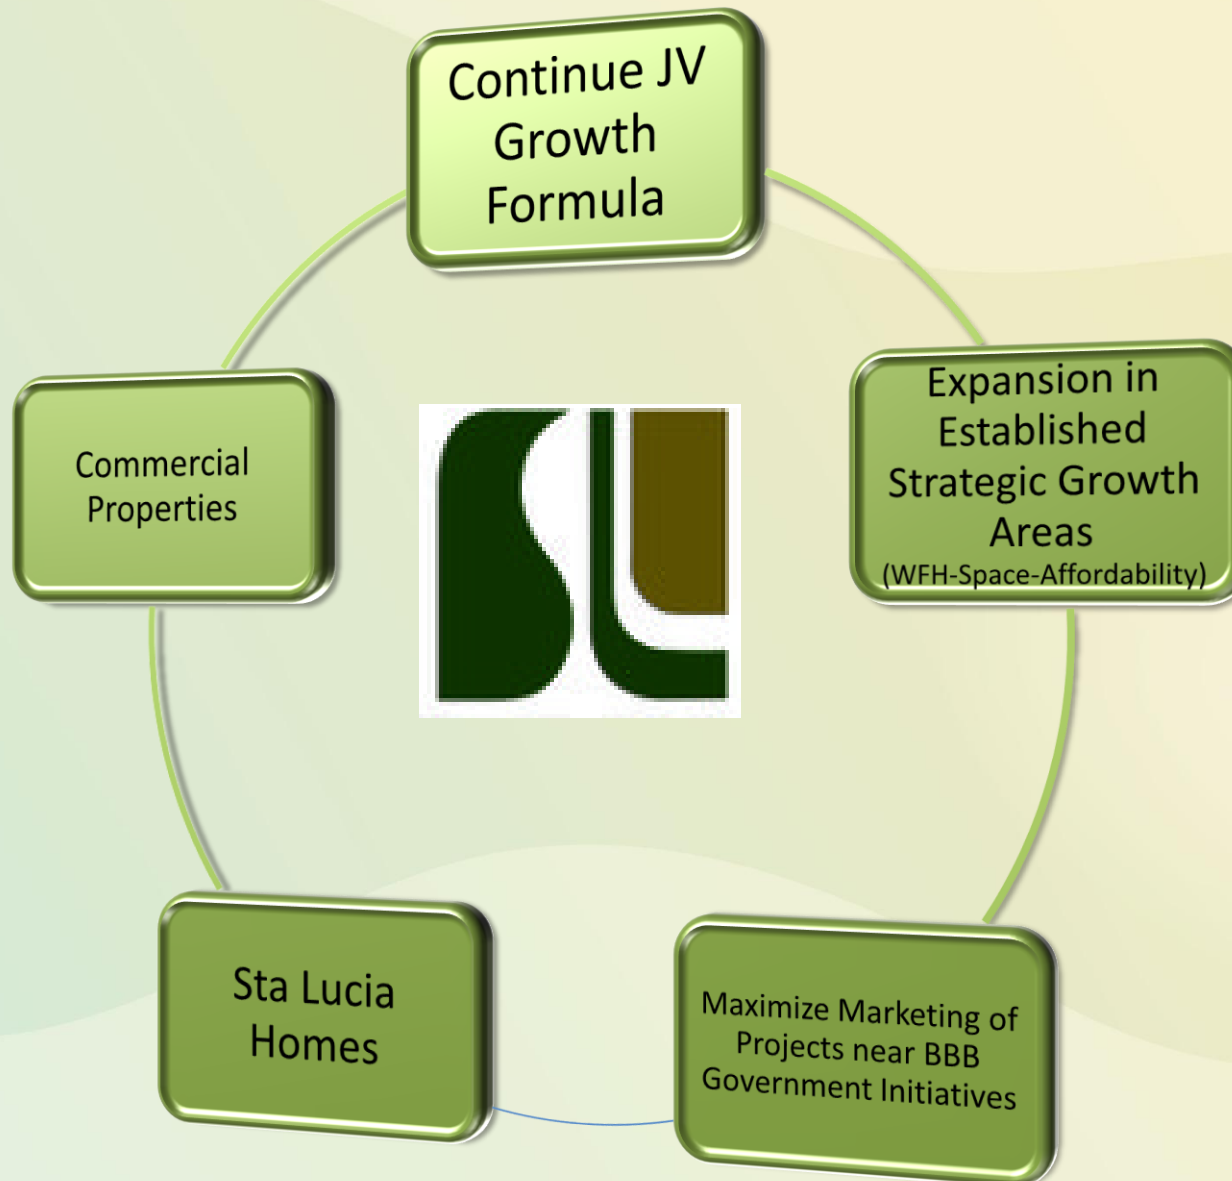 Continue JV
Growth
Formula
Expansion in
Established
Strategic Growth
Areas
(WFH-Space-Affordability)
Maximize Marketing of
Projects near BBB
Government Initiatives
Sta Lucia
Homes
Commercial
Properties